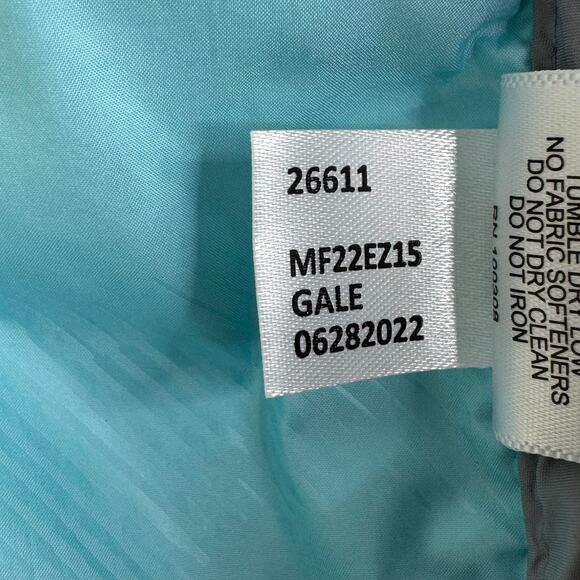 26611
MF22EZ15
GALE
06282022
TUMBLE DRY LOW
NO FABRIC SOFTENERS
DO NOT DRY CLEAN
DO NOT IRON